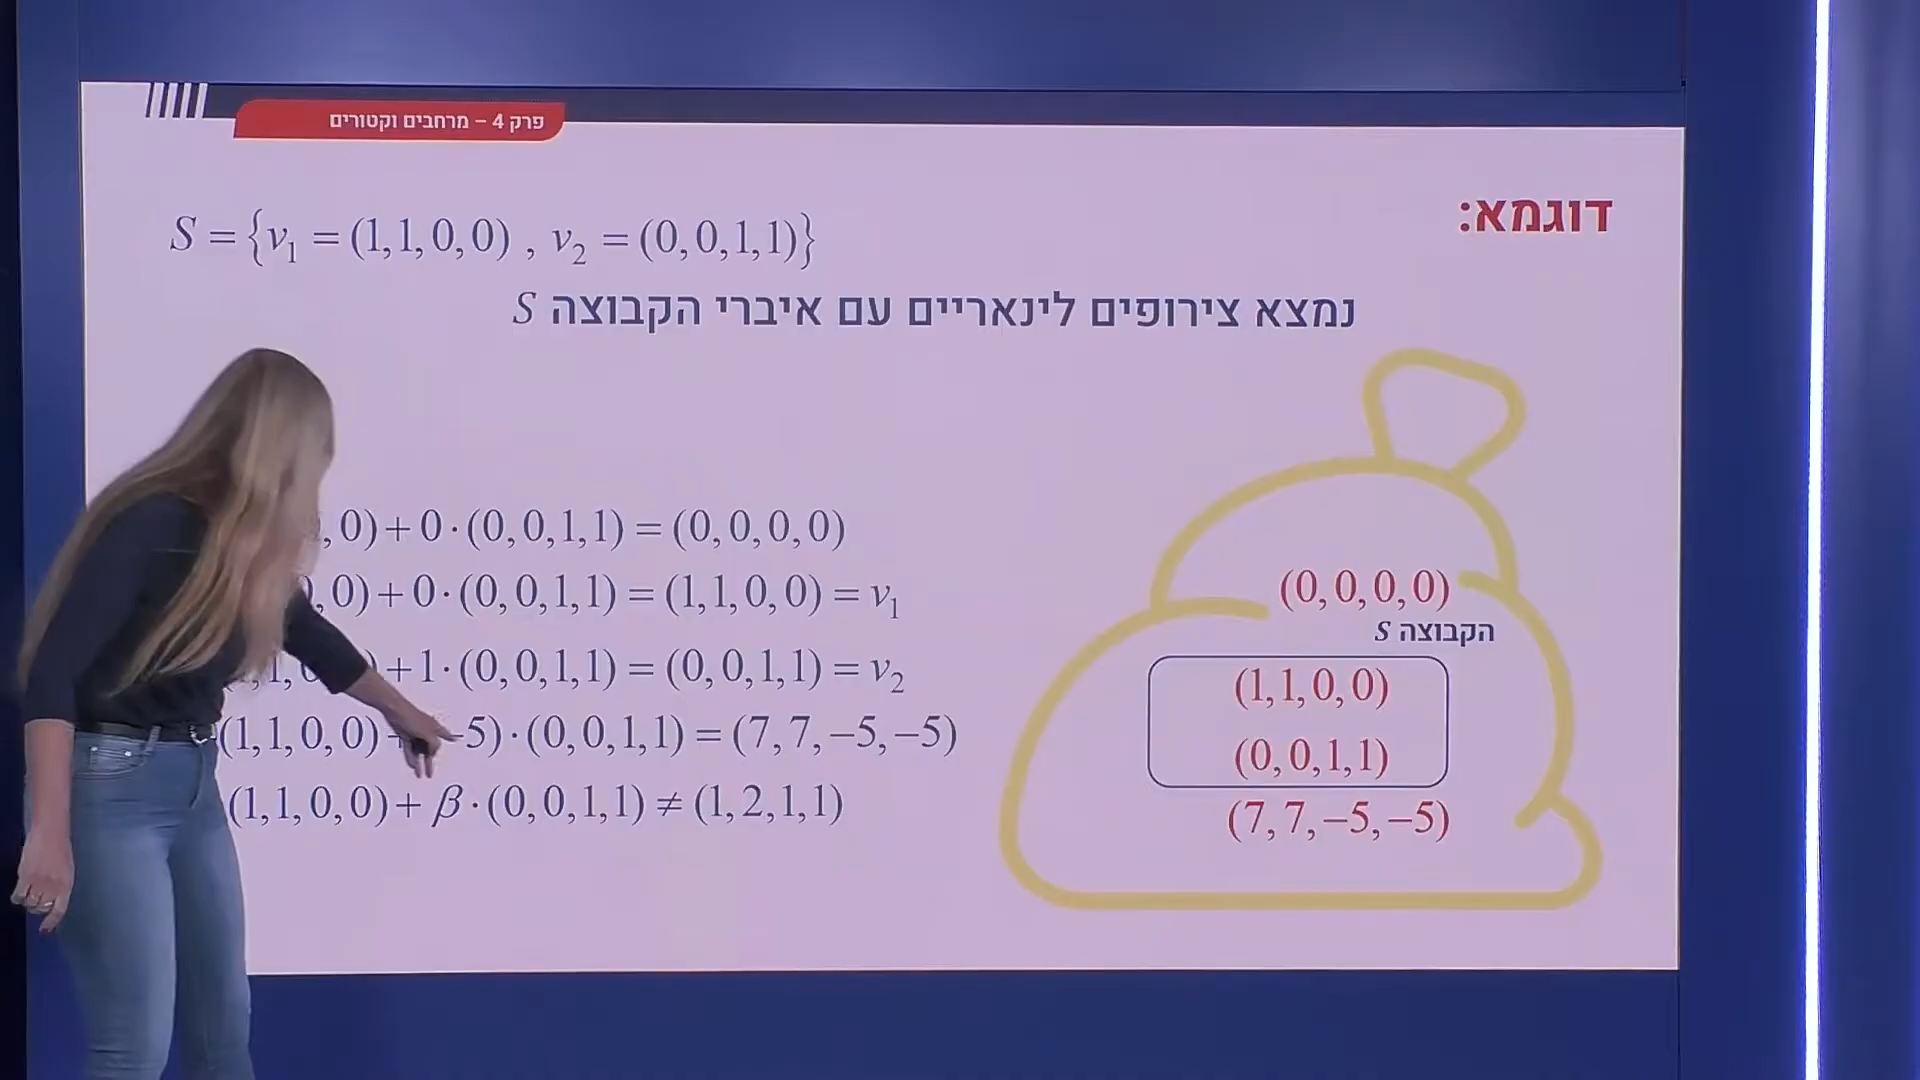 פרק 4 – מרחבים וקטורים
דוגמא:
S = {v₁ = (1,1,0,0) , v₂ = (0,0,1,1)}
נמצא צירופים לינאריים עם איברי הקבוצה S
,0) + 0·(0,0,1,1) = (0,0,0,0)
,0) + 0·(0,0,1,1) = (1,1,0,0) = v₁
+ 1·(0,0,1,1) = (0,0,1,1) = v₂
(1,1,0,0) –5)·(0,0,1,1) = (7,7,–5,–5)
(1,1,0,0) + β·(0,0,1,1) ≠ (1,2,1,1)
(0,0,0,0)
הקבוצה S
(1,1,0,0)
(0,0,1,1)
(7,7,–5,–5)